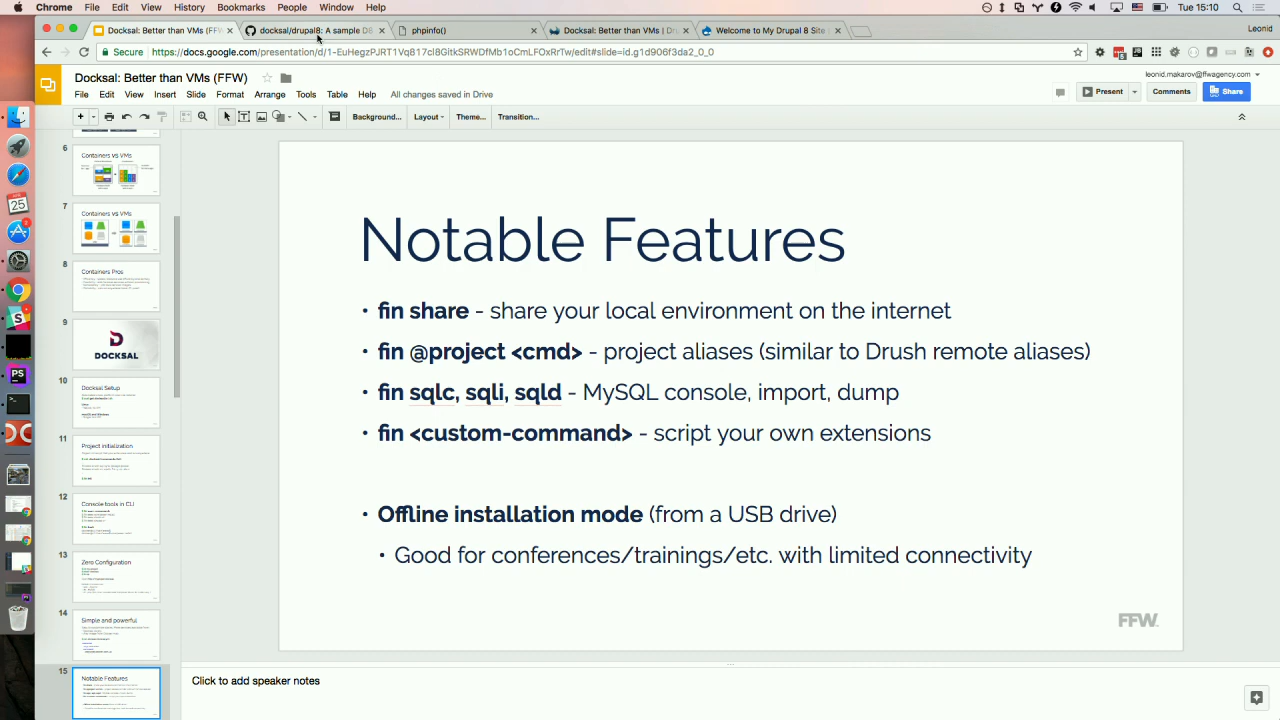 Chrome File Edit View History Bookmarks People Window Help
Tue 15:10
Docksal: Better than VMs (FFW
docksal/drupal8: A sample D8
phpinfo()
Docksal: Better than VMs | Dru
Welcome to My Drupal 8 Site
Leonid
Secure https://docs.google.com/presentation/d/1-EuHegzPJRT1Vq817cl8GitkSRWDfMb1oCmLFOxRrTw/edit#slide=id.g1d906f3da2_0_0
Docksal: Better than VMs (FFW)
leonid.makarov@ffwagency.com
File Edit View Insert Slide Format Arrange Tools Table Help All changes saved in Drive
Present Comments Share
Background... Layout Theme... Transition...
6
Containers VS VMs
7
Containers VS VMs
8
Containers Pros
9
DOCKSAL
10
Docksal Setup
11
Project initialization
12
Console tools in CLI
13
Zero Configuration
14
Simple and powerful
15
Notable Features
Notable Features
• fin share - share your local environment on the internet
• fin @project <cmd> - project aliases (similar to Drush remote aliases)
• fin sqlc, sqli, sqld - MySQL console, import, dump
• fin <custom-command> - script your own extensions
• Offline installation mode (from a USB drive)
• Good for conferences/trainings/etc. with limited connectivity
FFW
Click to add speaker notes